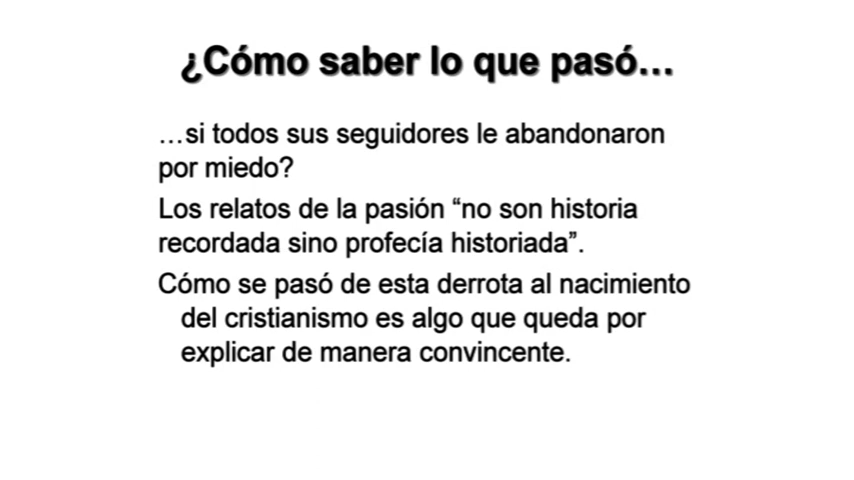 ¿Cómo saber lo que pasó…
…si todos sus seguidores le abandonaron
por miedo?
Los relatos de la pasión “no son historia
recordada sino profecía historiada”.
Cómo se pasó de esta derrota al nacimiento
del cristianismo es algo que queda por
explicar de manera convincente.